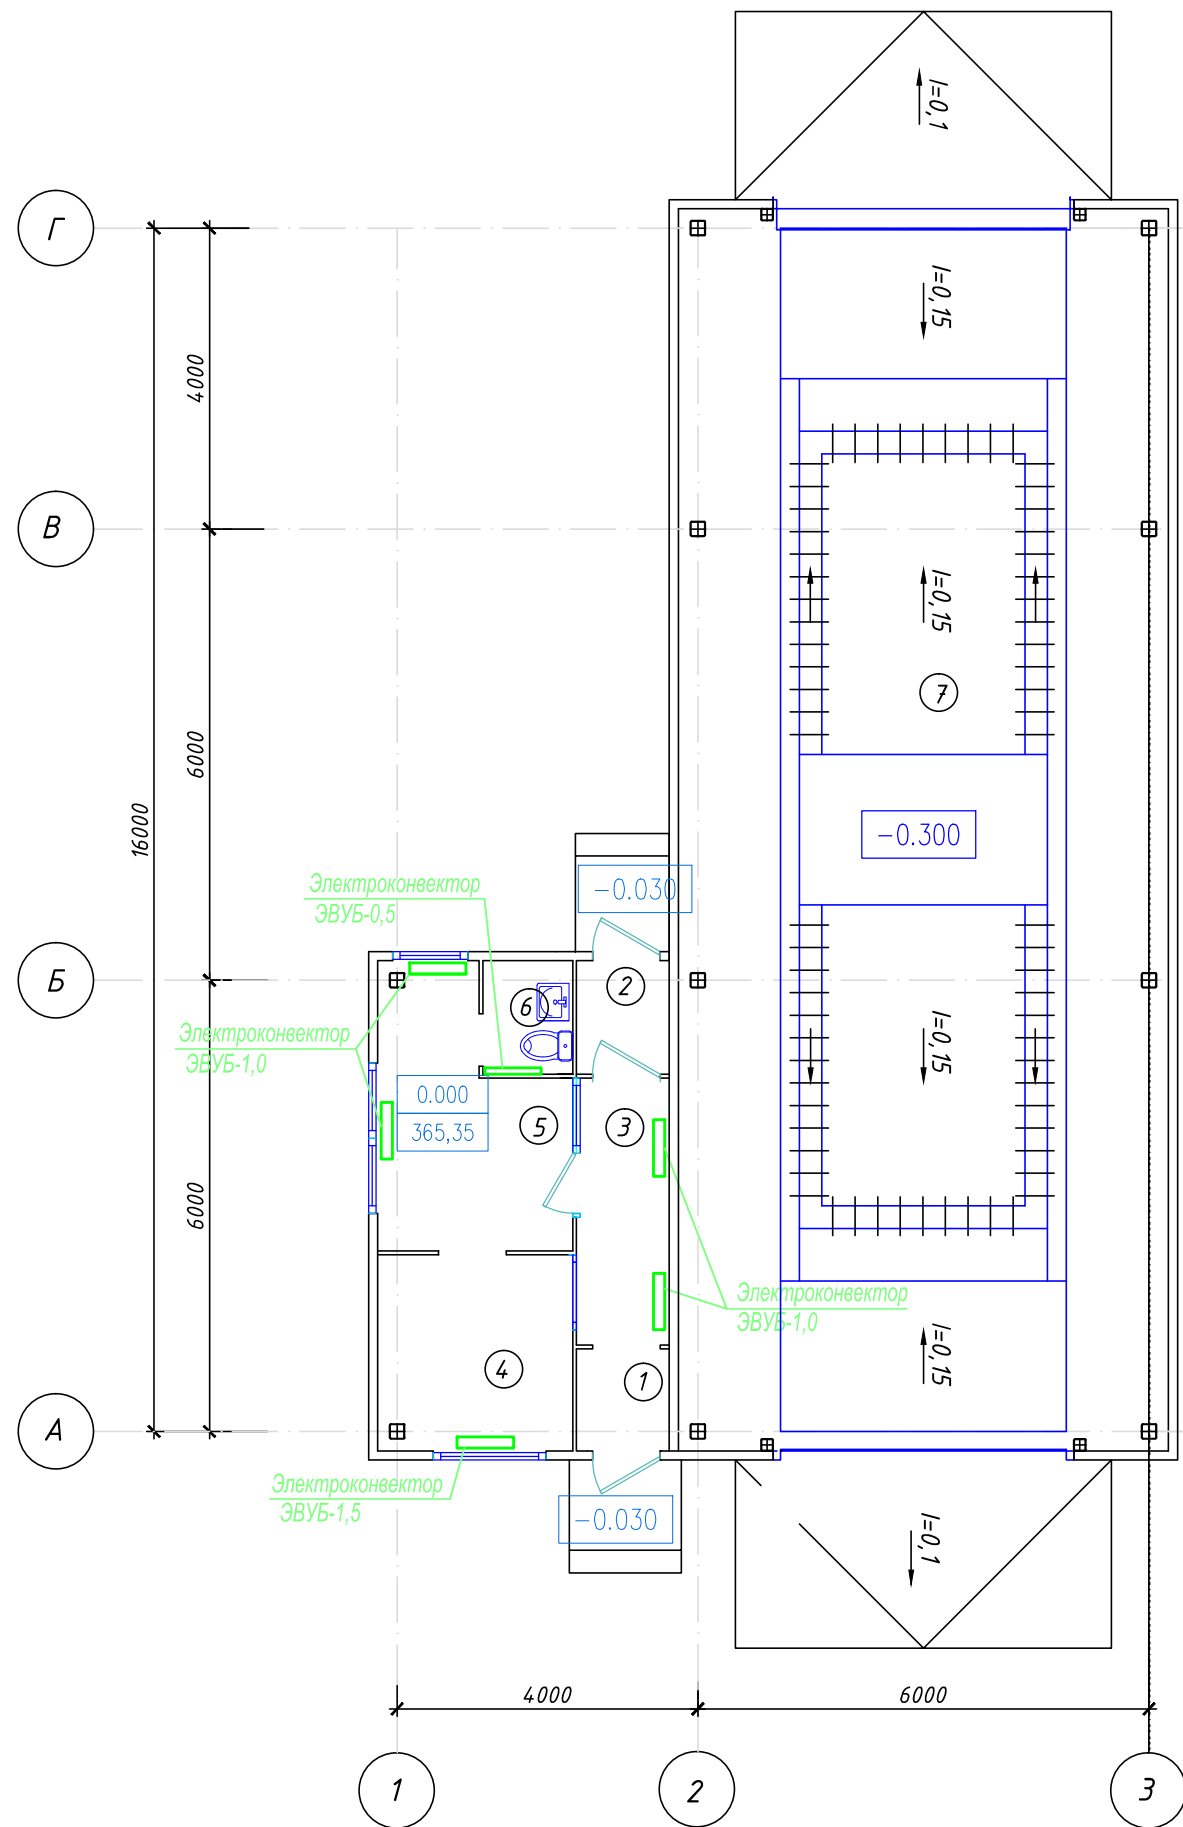 I=0,1
Г
I=0,15
4000
В
I=0,15
7
6000
16000
-0.300
Электроконвектор
ЭВУБ-0,5
-0.030
Б
2
6
Электроконвектор
ЭВУБ-1,0
I=0,15
0.000
365,35
5
3
6000
Электроконвектор
ЭВУБ-1,0
I=0,15
4
1
А
Электроконвектор
ЭВУБ-1,5
-0.030
I=0,1
4000
6000
1
2
3